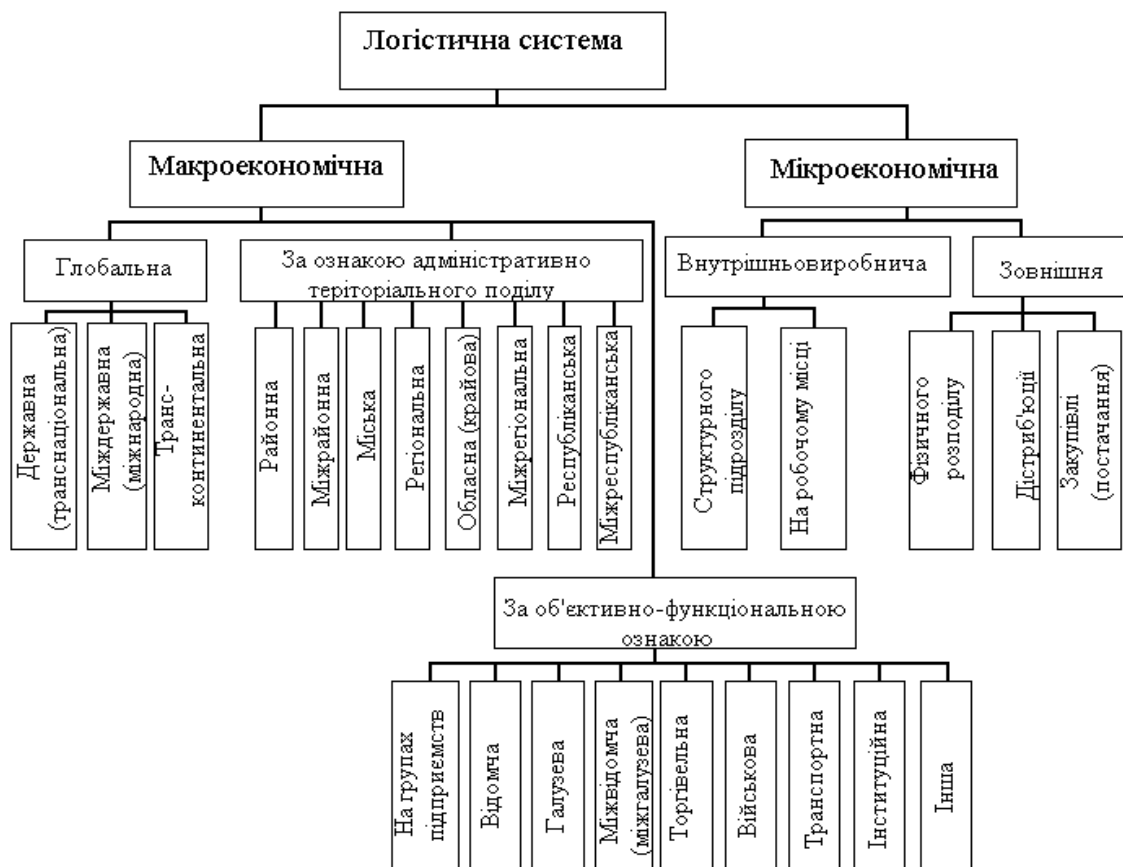 Логістична система
Макроекономічна
Мікроекономічна
Глобальна
За ознакою адміністративно
теріторіального поділу
Внутрішньовиробнича
Зовнішня
Державна
(транснаціональна)
Міждержавна
(міжнародна)
Транс-
континентальна
Районна
Міжрайонна
Міська
Регіональна
Обласна (крайова)
Міжрегіональна
Республіканська
Міжреспубліканська
Структурного
підрозділу
На робочому місці
Фізичного
розподілу
Дістриб'юції
Закупівлі
(постачання)
За об'єктивно-функціональною
ознакою
На групах
підприємств
Відомча
Галузева
Міжвідомча
(міжгалузева)
Торгівельна
Військова
Транспортна
Інституційна
Інша